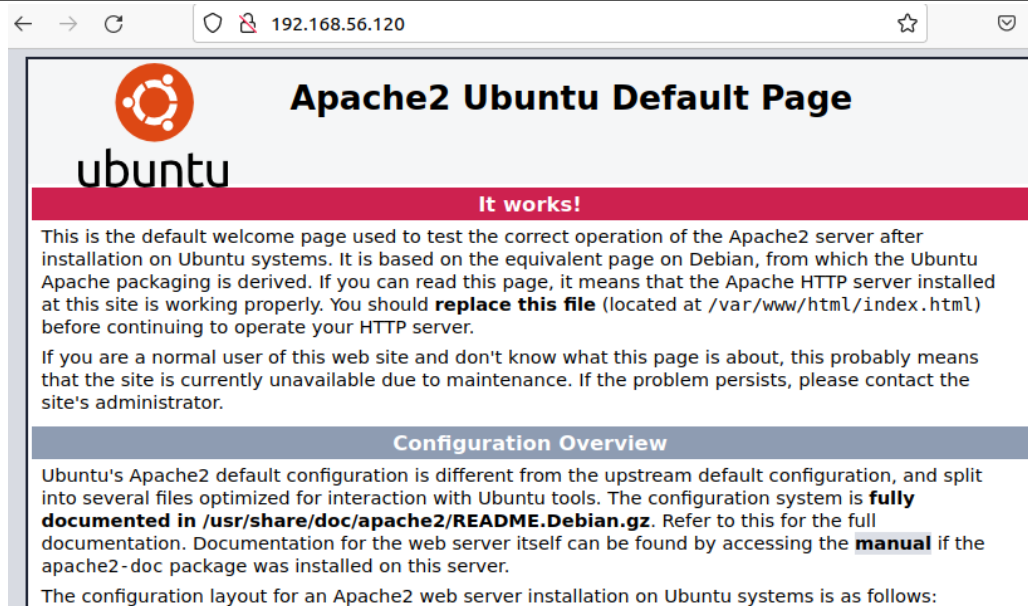 192.168.56.120
Apache2 Ubuntu Default Page
ubuntu
It works!
This is the default welcome page used to test the correct operation of the Apache2 server after
installation on Ubuntu systems. It is based on the equivalent page on Debian, from which the Ubuntu
Apache packaging is derived. If you can read this page, it means that the Apache HTTP server installed
at this site is working properly. You should replace this file (located at /var/www/html/index.html)
before continuing to operate your HTTP server.
If you are a normal user of this web site and don't know what this page is about, this probably means
that the site is currently unavailable due to maintenance. If the problem persists, please contact the
site's administrator.
Configuration Overview
Ubuntu's Apache2 default configuration is different from the upstream default configuration, and split
into several files optimized for interaction with Ubuntu tools. The configuration system is fully
documented in /usr/share/doc/apache2/README.Debian.gz. Refer to this for the full
documentation. Documentation for the web server itself can be found by accessing the manual if the
apache2-doc package was installed on this server.
The configuration layout for an Apache2 web server installation on Ubuntu systems is as follows: